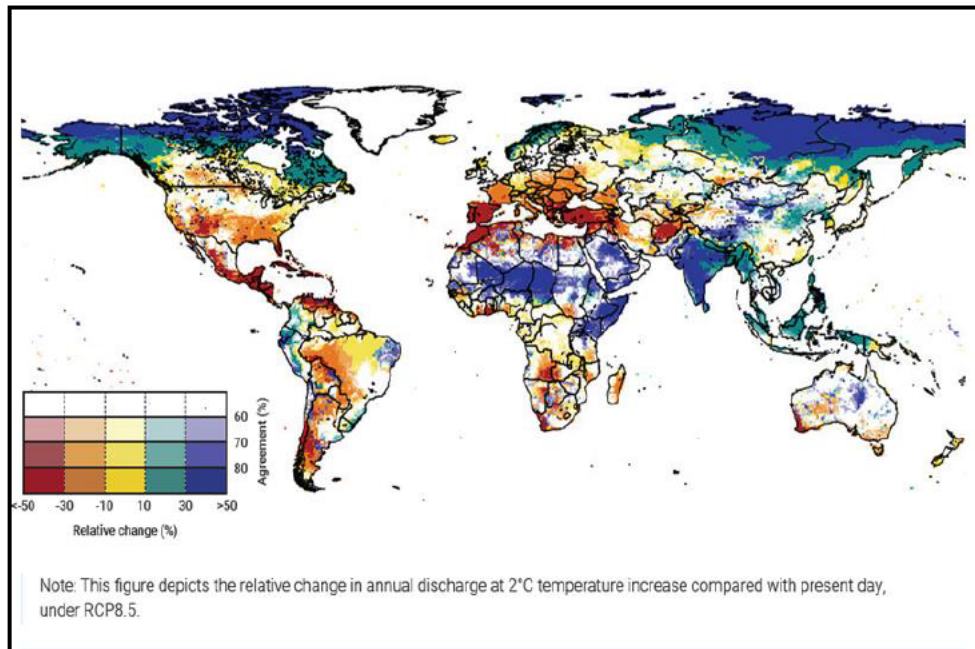 60
70
80
Agreement (%)
<-50 -30 -10 10 30 >50
Relative change (%)
Note: This figure depicts the relative change in annual discharge at 2°C temperature increase compared with present day,
under RCP8.5.